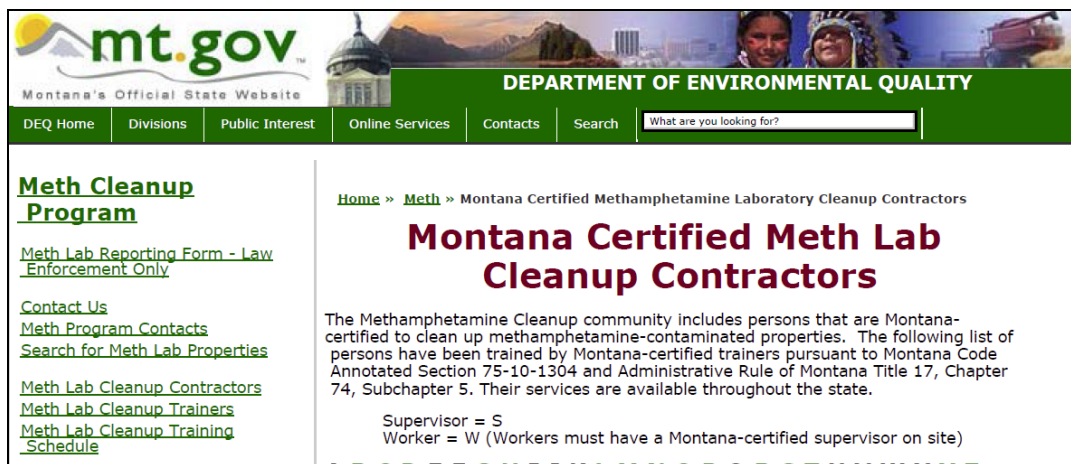 mt.gov
Montana's Official State Website
DEPARTMENT OF ENVIRONMENTAL QUALITY
DEQ Home Divisions Public Interest Online Services Contacts Search What are you looking for?
Meth Cleanup
Program
Meth Lab Reporting Form - Law
Enforcement Only
Contact Us
Meth Program Contacts
Search for Meth Lab Properties
Meth Lab Cleanup Contractors
Meth Lab Cleanup Trainers
Meth Lab Cleanup Training
Schedule
Home » Meth » Montana Certified Methamphetamine Laboratory Cleanup Contractors
Montana Certified Meth Lab
Cleanup Contractors
The Methamphetamine Cleanup community includes persons that are Montana-
certified to clean up methamphetamine-contaminated properties. The following list of
persons have been trained by Montana-certified trainers pursuant to Montana Code
Annotated Section 75-10-1304 and Administrative Rule of Montana Title 17, Chapter
74, Subchapter 5. Their services are available throughout the state.
Supervisor = S
Worker = W (Workers must have a Montana-certified supervisor on site)